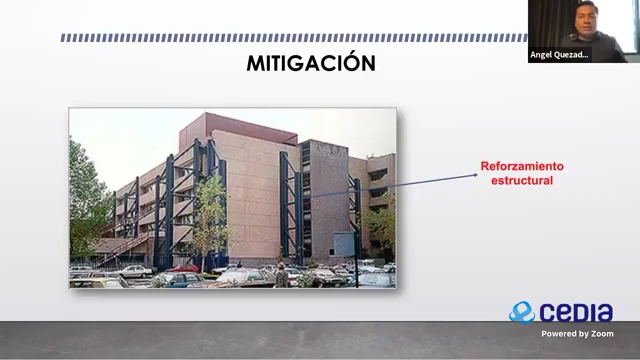 Angel Quezad...
MITIGACIÓN
Reforzamiento
estructural
CEDIA
Powered by Zoom